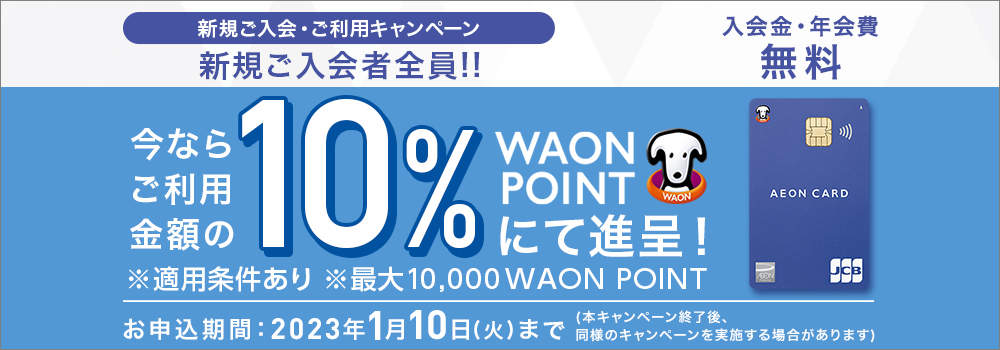 新規ご入会・ご利用キャンペーン
新規ご入会者全員!!
入会金・年会費
無料
今なら
ご利用
金額の
10%
WAON
POINT
にて進呈!
WAON
※適用条件あり ※最大10,000 WAON POINT
お申込期間:2023年1月10日(火)まで
(本キャンペーン終了後、
同様のキャンペーンを実施する場合があります)
AEON CARD
AEON
JCB